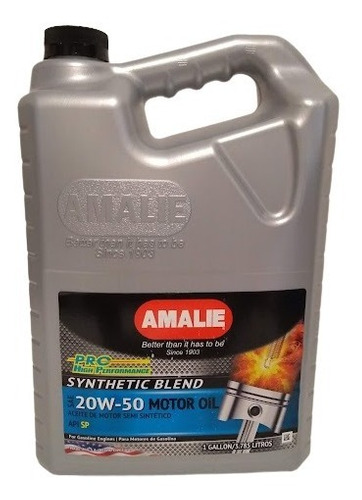 AMALIE
Better than it has to be
Since 1903
AMALIE
Better than it has to be
Since 1903
PRO
High Performance
SYNTHETIC BLEND
SAE 20W-50 MOTOR OIL
ACEITE DE MOTOR SEMI SINTÉTICO
API SP
For Gasoline Engines | Para Motores de Gasolina
1 GALLON/3.785 LITROS